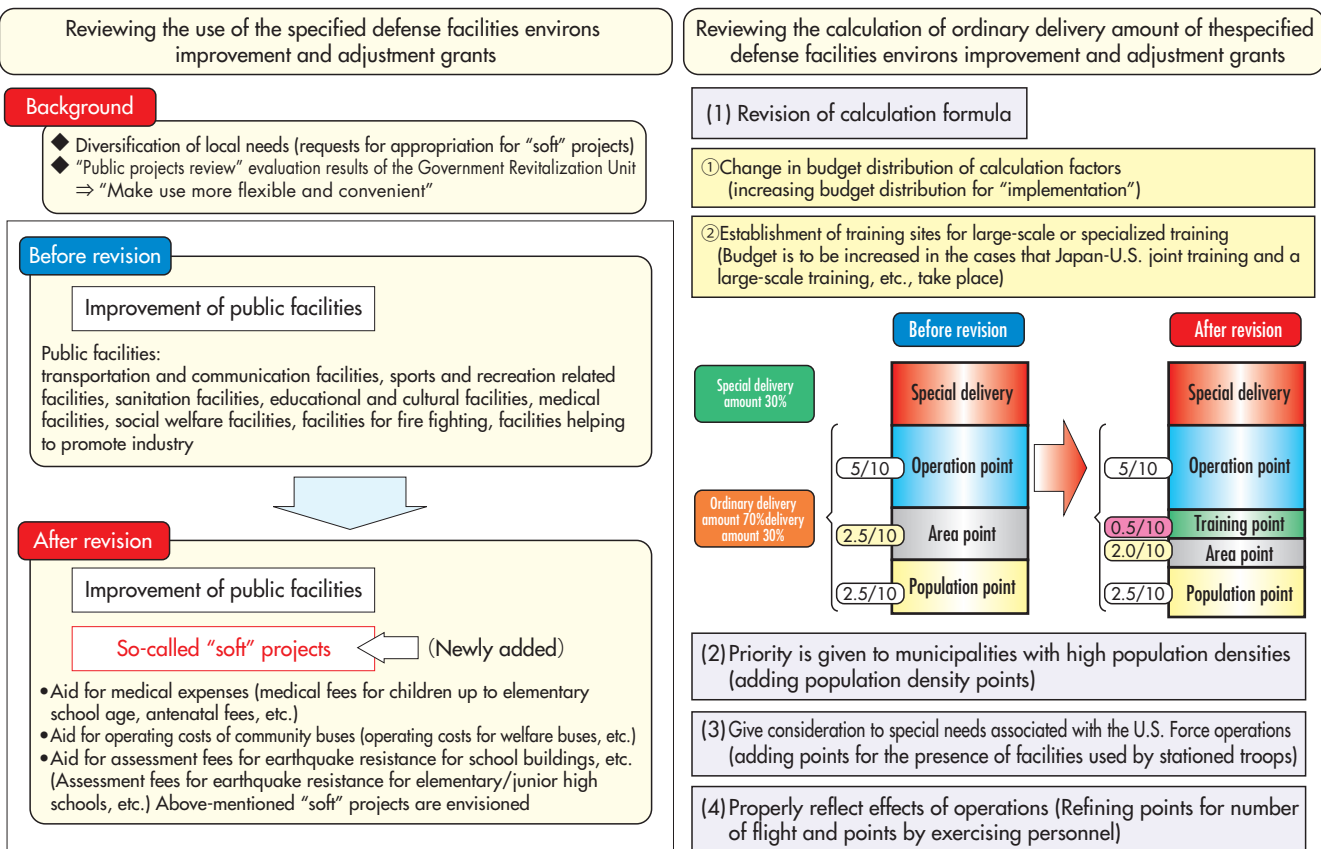 Reviewing the use of the specified defense facilities environs
improvement and adjustment grants
Background
◆ Diversification of local needs (requests for appropriation for “soft” projects)
◆ “Public projects review” evaluation results of the Government Revitalization Unit
⇒ “Make use more flexible and convenient”
Before revision
Improvement of public facilities
Public facilities:
transportation and communication facilities, sports and recreation related
facilities, sanitation facilities, educational and cultural facilities, medical
facilities, social welfare facilities, facilities for fire fighting, facilities helping
to promote industry
After revision
Improvement of public facilities
So-called “soft” projects
(Newly added)
•Aid for medical expenses (medical fees for children up to elementary
school age, antenatal fees, etc.)
•Aid for operating costs of community buses (operating costs for welfare buses, etc.)
•Aid for assessment fees for earthquake resistance for school buildings, etc.
(Assessment fees for earthquake resistance for elementary/junior high
schools, etc.) Above-mentioned “soft” projects are envisioned
Reviewing the calculation of ordinary delivery amount of thespecified
defense facilities environs improvement and adjustment grants
(1) Revision of calculation formula
①Change in budget distribution of calculation factors
(increasing budget distribution for “implementation”)
②Establishment of training sites for large-scale or specialized training
(Budget is to be increased in the cases that Japan-U.S. joint training and a
large-scale training, etc., take place)
Before revision
After revision
Special delivery
amount 30%
Special delivery
Special delivery
5/10
Operation point
5/10
Operation point
Ordinary delivery
amount 70%delivery
amount 30%
2.5/10
Area point
0.5/10
Training point
2.0/10
Area point
2.5/10
Population point
2.5/10
Population point
(2) Priority is given to municipalities with high population densities
(adding population density points)
(3) Give consideration to special needs associated with the U.S. Force operations
(adding points for the presence of facilities used by stationed troops)
(4) Properly reflect effects of operations (Refining points for number
of flight and points by exercising personnel)